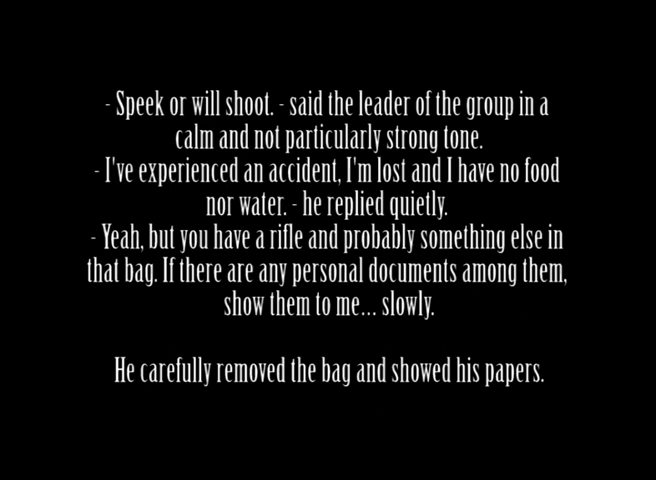 - Speek or will shoot. - said the leader of the group in a
calm and not particularly strong tone.
- I've experienced an accident, I'm lost and I have no food
nor water. - he replied quietly.
- Yeah, but you have a rifle and probably something else in
that bag. If there are any personal documents among them,
show them to me... slowly.
He carefully removed the bag and showed his papers.